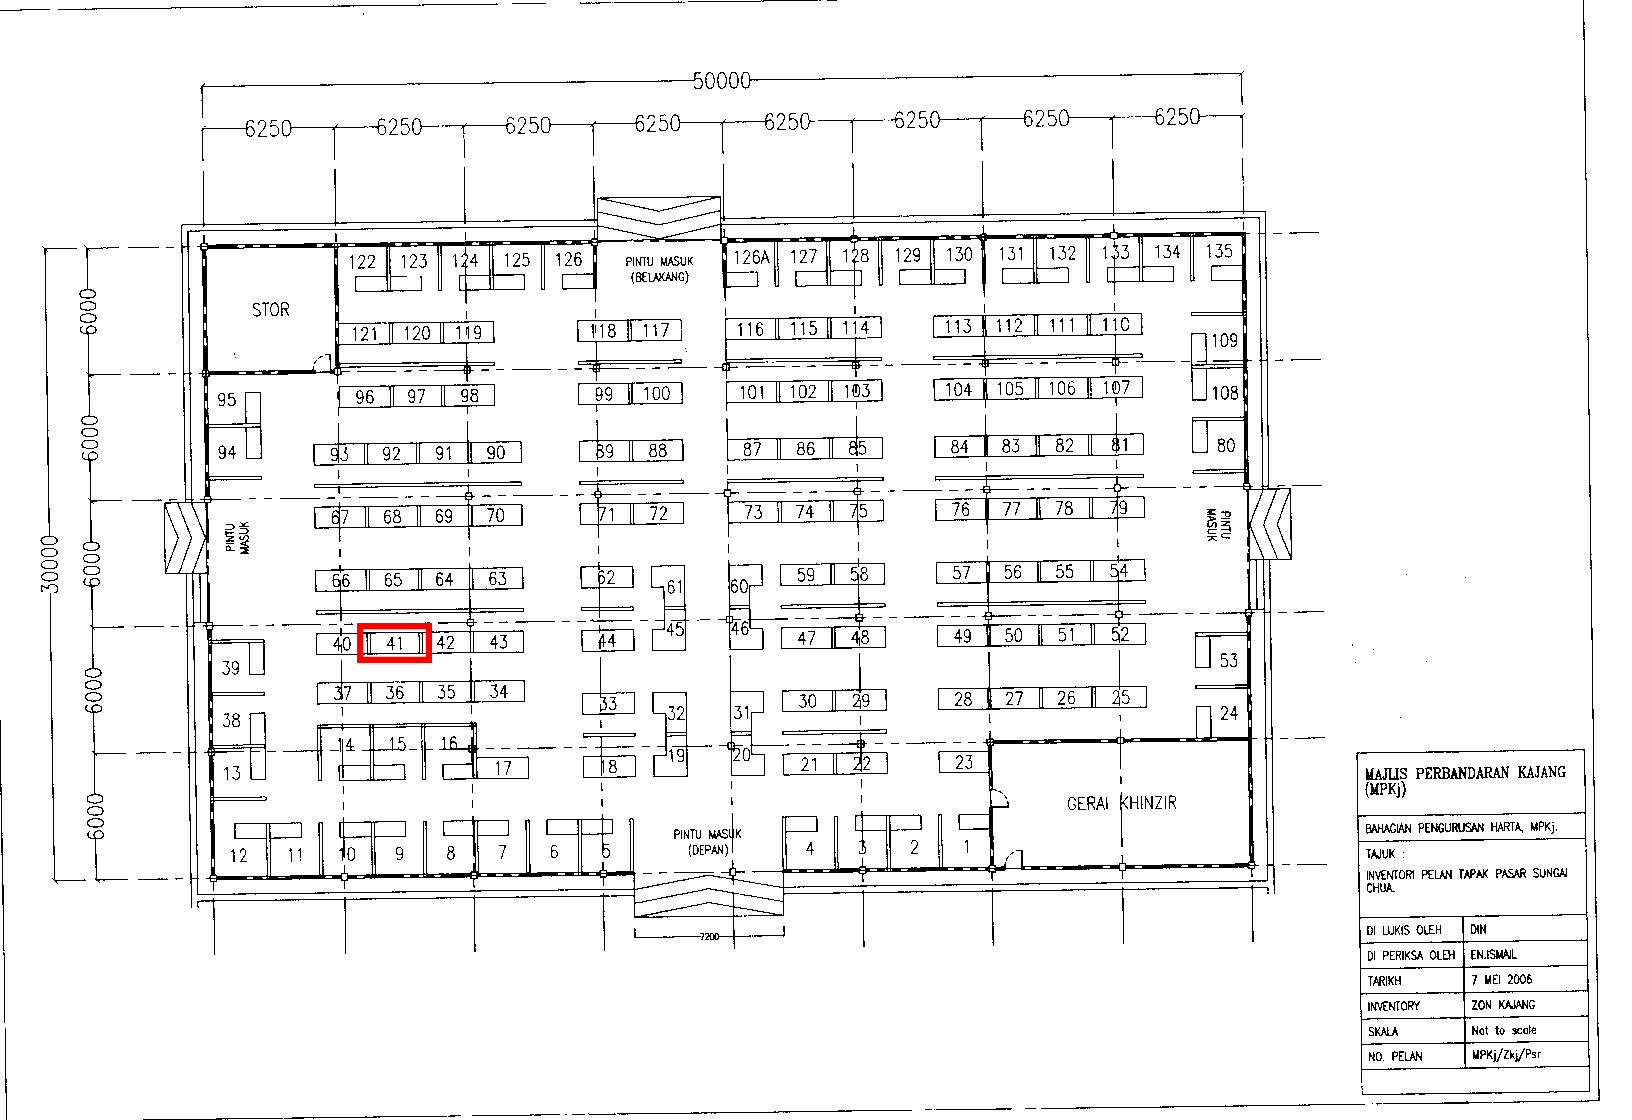 50000
6250 6250 6250 6250 6250 6250 6250 6250
122 123 124 125 126 PINTU MASUK (BELAKANG) 126A 127 128 129 130 131 132 133 134 135
6000 STOR
121 120 119 118 117 116 115 114 113 112 111 110 109
95 96 97 98 99 100 101 102 103 104 105 106 107 108
6000 94 93 92 91 90 89 88 87 86 85 84 83 82 81 80
67 68 69 70 71 72 73 74 75 76 77 78 79
PINTU MASUK PINTU MASUK
30000 6000
66 65 64 63 62 61 60 59 58 57 56 55 54
39 40 41 42 43 44 45 46 47 48 49 50 51 52 53
6000 38 37 36 35 34 33 32 31 30 29 28 27 26 25 24
13 14 15 16 17 18 19 20 21 22 23
6000 GERAI KHINZIR
12 11 10 9 8 7 6 5 PINTU MASUK (DEPAN) 4 3 2 1
7200
MAJLIS PERBANDARAN KAJANG
(MPKj)
BAHAGIAN PENGURUSAN HARTA, MPKj.
TAJUK :
INVENTORI PELAN TAPAK PASAR SUNGAI
CHUA.
DI LUKIS OLEH DIN
DI PERIKSA OLEH EN.ISMAIL
TARIKH 7 MEI 2006
INVENTORY ZON KAJANG
SKALA Not to scale
NO. PELAN MPKj/Zkj/Psr